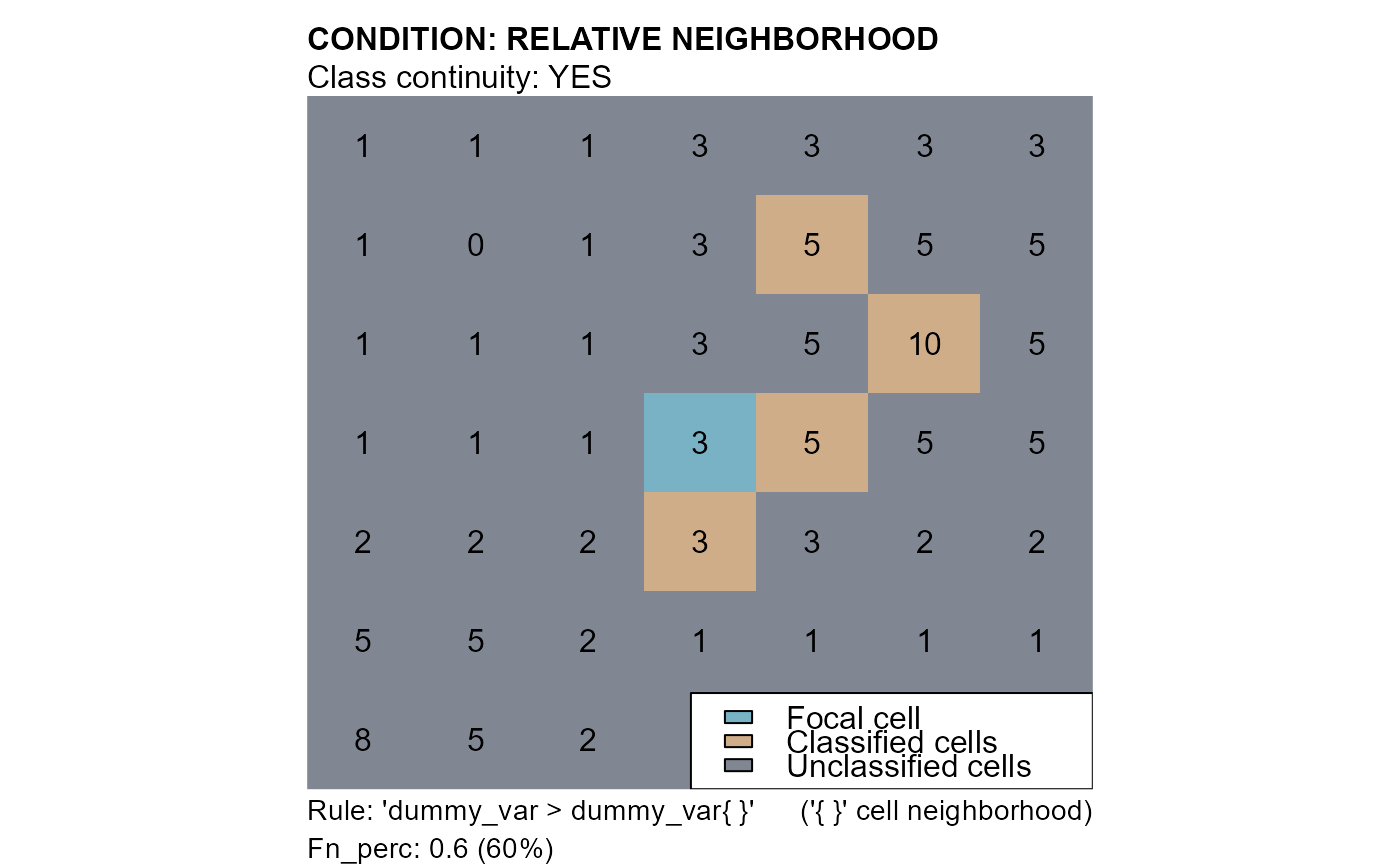 CONDITION: RELATIVE NEIGHBORHOOD
Class continuity: YES
1 1 1 3 3 3 3
1 0 1 3 5 5 5
1 1 1 3 5 10 5
1 1 1 3 5 5 5
2 2 2 3 3 2 2
5 5 2 1 1 1 1
8 5 2
Focal cell
Classified cells
Unclassified cells
Rule: 'dummy_var > dummy_var{ }' ('{ }' cell neighborhood)
Fn_perc: 0.6 (60%)